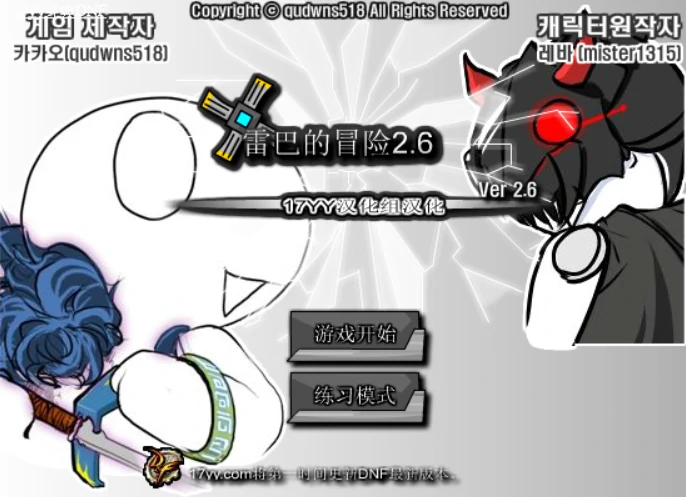 Copyright © qudwns518 All Rights Reserved
게임 제작자
카카오(qudwns518)
캐릭터원작자
레바 (mister1315)
雷巴的冒险2.6
Ver 2.6
17YY汉化组汉化
游戏开始
练习模式
17yy.com将第一时间更新DNF最新版本.